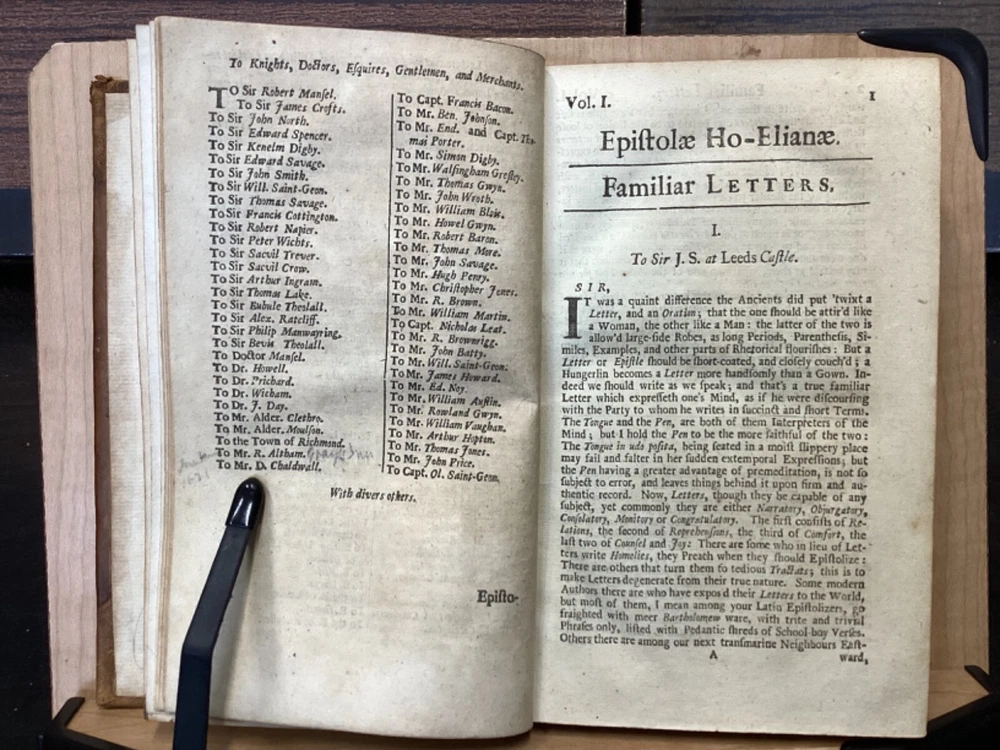 To Knights, Doctors, Esquires, Gentlemen, and Merchants.
TO Sir Robert Mansel.
To Sir James Crofts.
To Sir John North.
To Sir Edward Spencer.
To Sir Kenelm Digby.
To Sir Edward Savage.
To Sir John Smith.
To Sir Will. Saint-Geon.
To Sir Thomas Savage.
To Sir Francis Cottington.
To Sir Robert Napier.
To Sir Peter Wichts.
To Sir Sacvil Trever.
To Sir Sacvil Crow.
To Sir Arthur Ingram.
To Sir Thomas Lake.
To Sir Eubule Theolall.
To Sir Alex. Ratcliff.
To Sir Philip Manwayring.
To Sir Bevis Theolall.
To Doctor Mansel.
To Dr. Howell.
To Dr. Prichard.
To Dr. Witham.
To Dr. J. Day.
To Mr. Alder. Clethro.
To Mr. Alder. Moulson.
To the Town of Richmond.
To Mr. R. Altham.
To Mr. D. Chaldwall.
To Capt. Francis Bacon.
To Mr. Ben. Johnson.
To Mr. End. and Capt. Tho-
mas Porter.
To Mr. Simon Digby.
To Mr. Walsingham Gresley.
To Mr. Thomas Gwyn.
To Mr. John Wroth.
To Mr. William Blois.
To Mr. Howel Gwyn.
To Mr. Robert Baron.
To Mr. Thomas More.
To Mr. John Savage.
To Mr. Hugh Penry.
To Mr. Christopher Jones.
To Mr. R. Brown.
To Mr. William Martin.
To Capt. Nicholas Leat.
To Mr. R. Brownrigg.
To Mr. John Batty.
To Mr. Will. Saint-Geon.
To Mr. James Howard.
To Mr. Ed. Noy.
To Mr. William Austin.
To Mr. Rowland Gwyn.
To Mr. William Vaughan.
To Mr. Arthur Hopton.
To Mr. Thomas Jones.
To Mr. John Price.
To Capt. Ol. Saint-Geon.
With divers others.
Episto-
Vol. I. 1
Epistolæ Ho-Elianæ.
Familiar LETTERS.
I.
To Sir J. S. at Leeds Castle.
SIR,
IT was a quaint difference the Ancients did put 'twixt a
Letter, and an Oration; that the one should be attir'd like
a Woman, the other like a Man: the latter of the two is
allow'd large-side Robes, as long Periods, Parenthesis, Si-
miles, Examples, and other parts of Rhetorical flourishes: But a
Letter or Epistle should be short-coated, and closely couch'd; a
Hungerlin becomes a Letter more handsomly than a Gown. In-
deed we should write as we speak; and that's a true familiar
Letter which expresseth one's Mind, as if he were discoursing
with the Party to whom he writes in succinct and short Terms.
The Tongue and the Pen, are both of them Interpreters of the
Mind; but I hold the Pen to be the more faithful of the two:
The Tongue in udo posita, being seated in a moist slippery place
may fail and falter in her sudden extemporal Expressions; but
the Pen having a greater advantage of premeditation, is not so
subject to error, and leaves things behind it upon firm and au-
thentic record. Now, Letters, though they be capable of any
subject, yet commonly they are either Narratory, Objurgatory,
Consolatory, Monitory or Congratulatory. The first consists of Re-
lations, the second of Reprehensions, the third of Comfort, the
last two of Counsel and Joy: There are some who in lieu of Let-
ters write Homelies, they Preach when they should Epistolize:
There are others that turn them to tedious Tractats; this is to
make Letters degenerate from their true nature. Some modern
Authors there are who have expos'd their Letters to the World,
but most of them, I mean among your Latin Epistolizers, go
fraighted with meer Bartholomew ware, with trite and trivial
Phrases only, listed with Pedantic shreds of School-boy Verses.
Others there are among our next transmarine Neighbours East-
A ward,